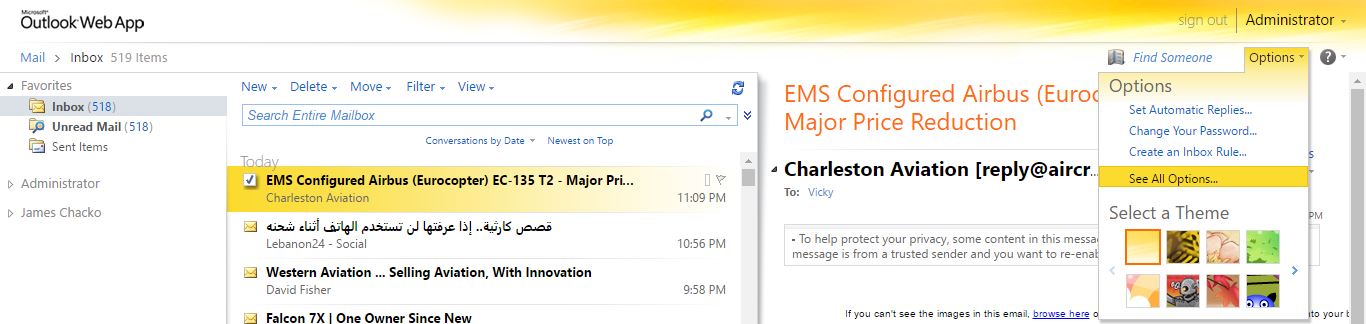 Microsoft®
Outlook Web App
sign out Administrator
Mail > Inbox 519 Items
Find Someone Options
Favorites
Inbox (518)
Unread Mail (518)
Sent Items
Administrator
James Chacko
New Delete Move Filter View
Search Entire Mailbox
Conversations by Date Newest on Top
Today
EMS Configured Airbus (Eurocopter) EC-135 T2 - Major Pri...
Charleston Aviation 11:09 PM
قصص كارثية.. إذا عرفتها لن تستخدم الهاتف أثناء شحنه
Lebanon24 - Social 10:56 PM
Western Aviation ... Selling Aviation, With Innovation
David Fisher 9:58 PM
Falcon 7X | One Owner Since New
EMS Configured Airbus (Euroc
Major Price Reduction
Charleston Aviation [reply@aircr...
To: Vicky
PM
• To help protect your privacy, some content in this messag
message is from a trusted sender and you want to re-enab
If you can't see the images in this email, browse here o
into your b
Options
Set Automatic Replies...
Change Your Password...
Create an Inbox Rule...
See All Options...
Select a Theme